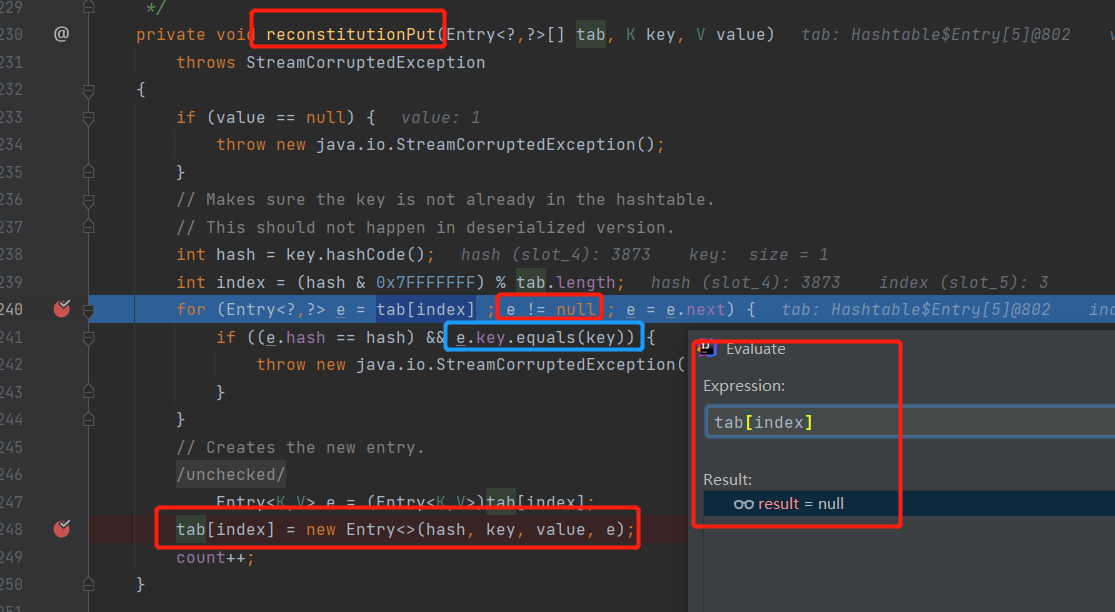 229 */
230 @ private void reconstitutionPut(Entry<?,?>[] tab, K key, V value) tab: Hashtable$Entry[5]@802
231 throws StreamCorruptedException
232 {
233 if (value == null) { value: 1
234 throw new java.io.StreamCorruptedException();
235 }
236 // Makes sure the key is not already in the hashtable.
237 // This should not happen in deserialized version.
238 int hash = key.hashCode(); hash (slot_4): 3873 key: size = 1
239 int index = (hash & 0x7FFFFFFF) % tab.length; hash (slot_4): 3873 index (slot_5): 3
240 for (Entry<?,?> e = tab[index] ; e != null ; e = e.next) { tab: Hashtable$Entry[5]@802
241 if ((e.hash == hash) && e.key.equals(key)) {
242 throw new java.io.StreamCorruptedException(
243 }
244 }
245 // Creates the new entry.
246 /unchecked/
247 Entry<K,V> e = (Entry<K,V>)tab[index];
248 tab[index] = new Entry<>(hash, key, value, e);
249 count++;
250 }
251
Evaluate
Expression:
tab[index]
Result:
result = null